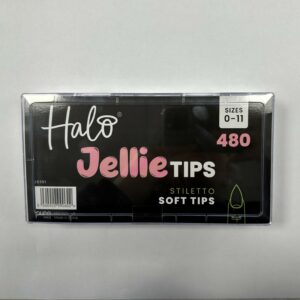 Halo®
SIZES
0-11
480
Jellie TIPS
STILETTO
SOFT TIPS